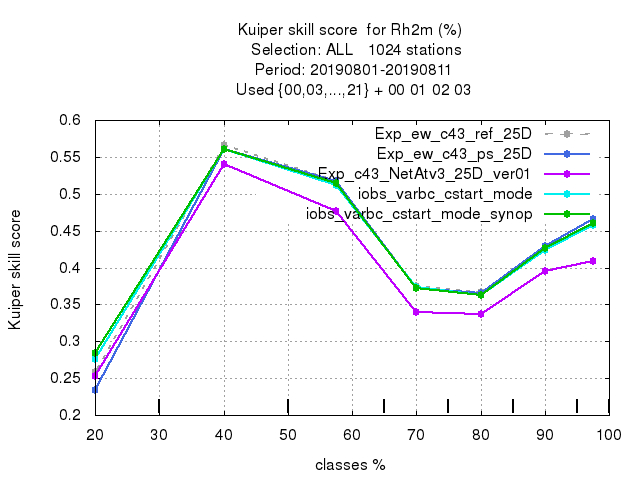 Kuiper skill score  for Rh2m (%)
Selection: ALL   1024 stations
Period: 20190801-20190811
Used {00,03,...,21} + 00 01 02 03
0.6
0.55
0.5
0.45
0.4
0.35
0.3
0.25
0.2
Kuiper skill score
Exp_ew_c43_ref_25D
Exp_ew_c43_ps_25D
Exp_c43_NetAtv3_25D_ver01
iobs_varbc_cstart_mode
iobs_varbc_cstart_mode_synop
20 30 40 50 60 70 80 90 100
classes %